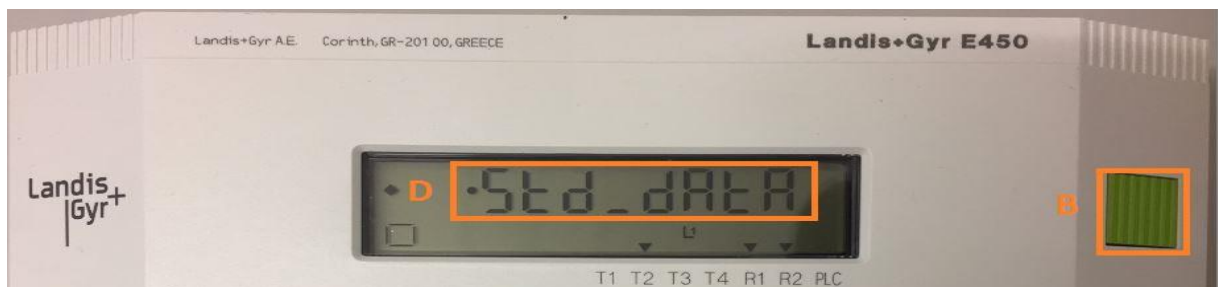 Landis+Gyr A.E. Corinth, GR-201 00, GREECE
Landis+Gyr E450
Landis+
Gyr
D
Std_dAtA
B
L1
T1 T2 T3 T4 R1 R2 PLC